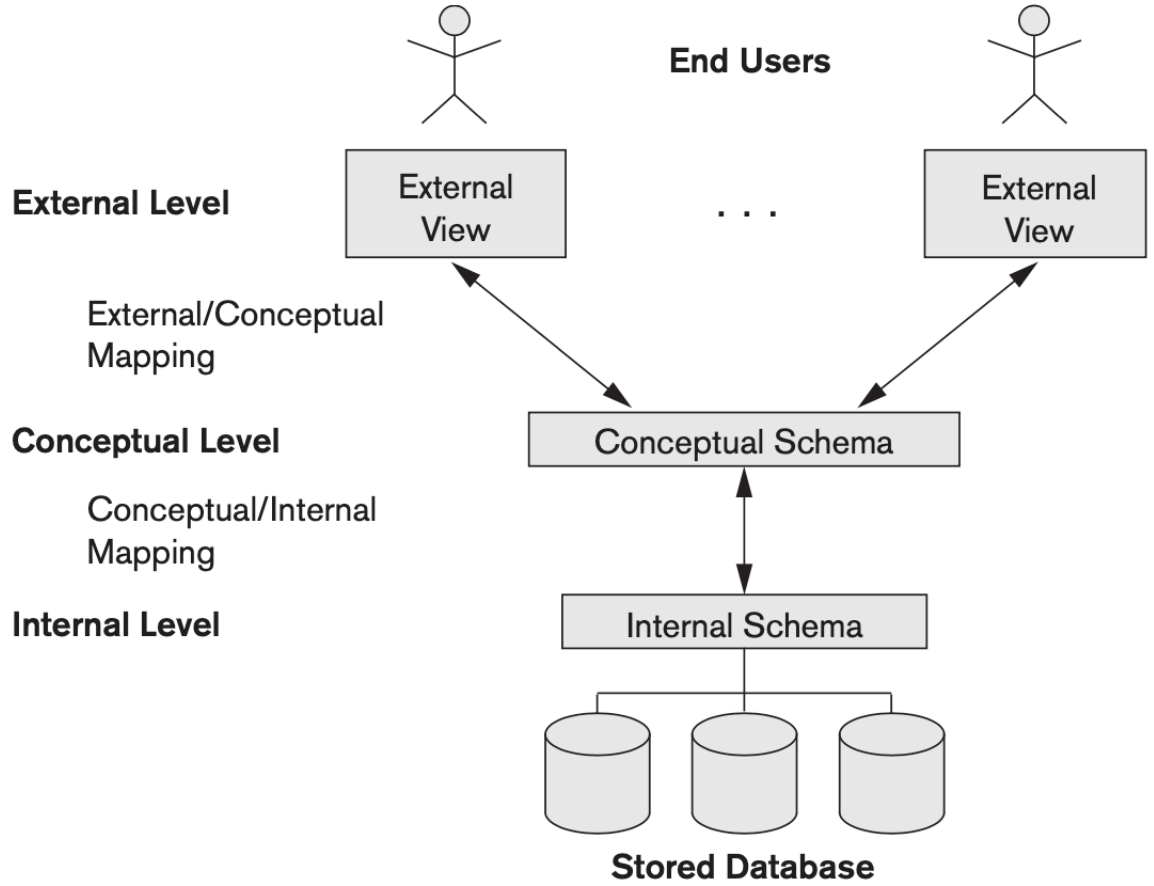 End Users
External Level
External
View
. . .
External
View
External/Conceptual
Mapping
Conceptual Level
Conceptual Schema
Conceptual/Internal
Mapping
Internal Level
Internal Schema
Stored Database